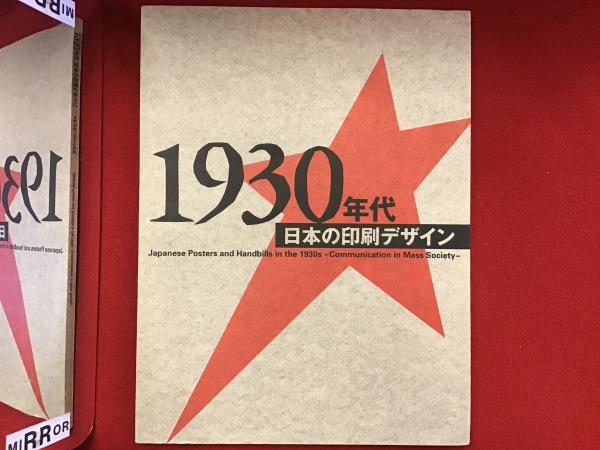 1930年代
日本の印刷デザイン
Japanese Posters and Handbills in the 1930s -Communication in Mass Society-
MIRROR
MIRROR